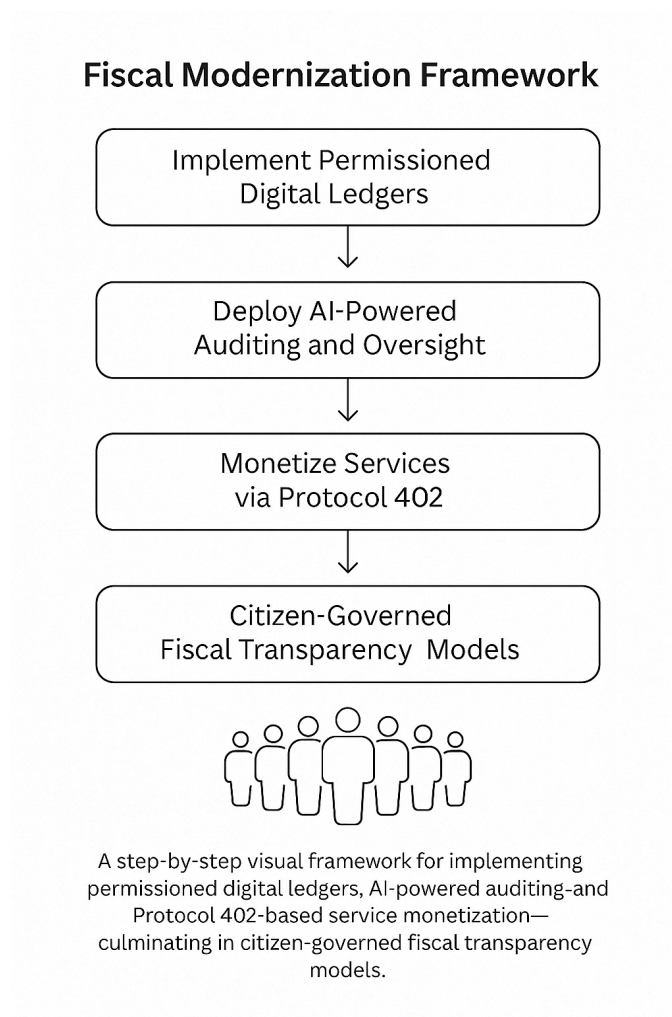 Fiscal Modernization Framework
Implement Permissioned
Digital Ledgers
Deploy AI-Powered
Auditing and Oversight
Monetize Services
via Protocol 402
Citizen-Governed
Fiscal Transparency Models
A step-by-step visual framework for implementing
permissioned digital ledgers, AI-powered auditing-and
Protocol 402-based service monetization—
culminating in citizen-governed fiscal transparency
models.